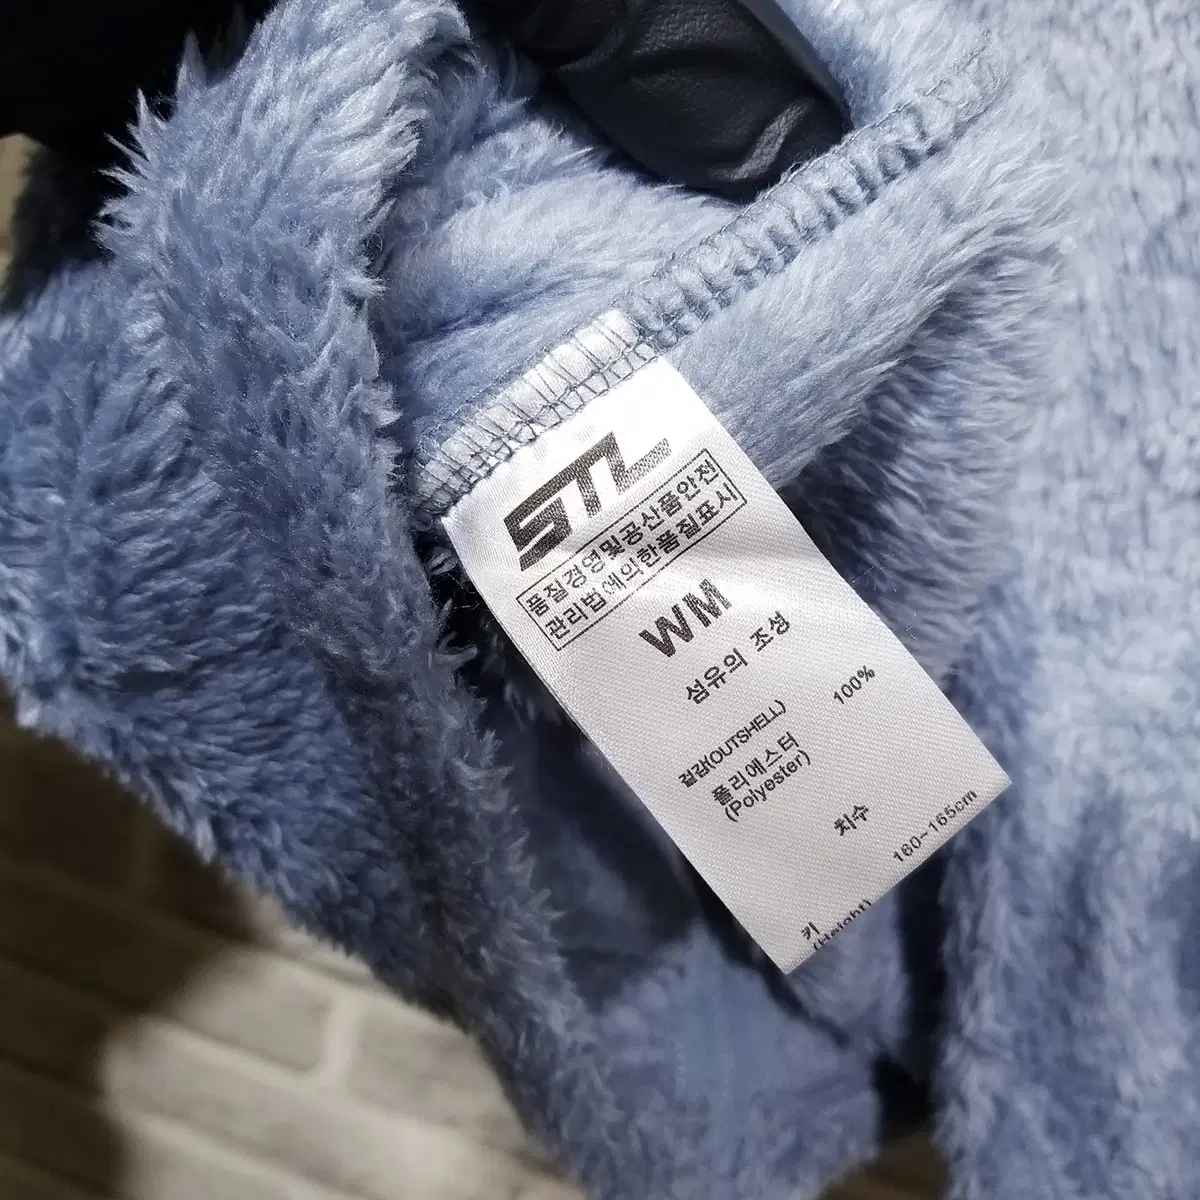 STL
품질경영및공산품안전
관리법에의한품질표시
WM
섬유의 조성
겉감(OUTSHELL)
폴리에스터 100%
(Polyester)
치수
키 160~165cm
(Height)